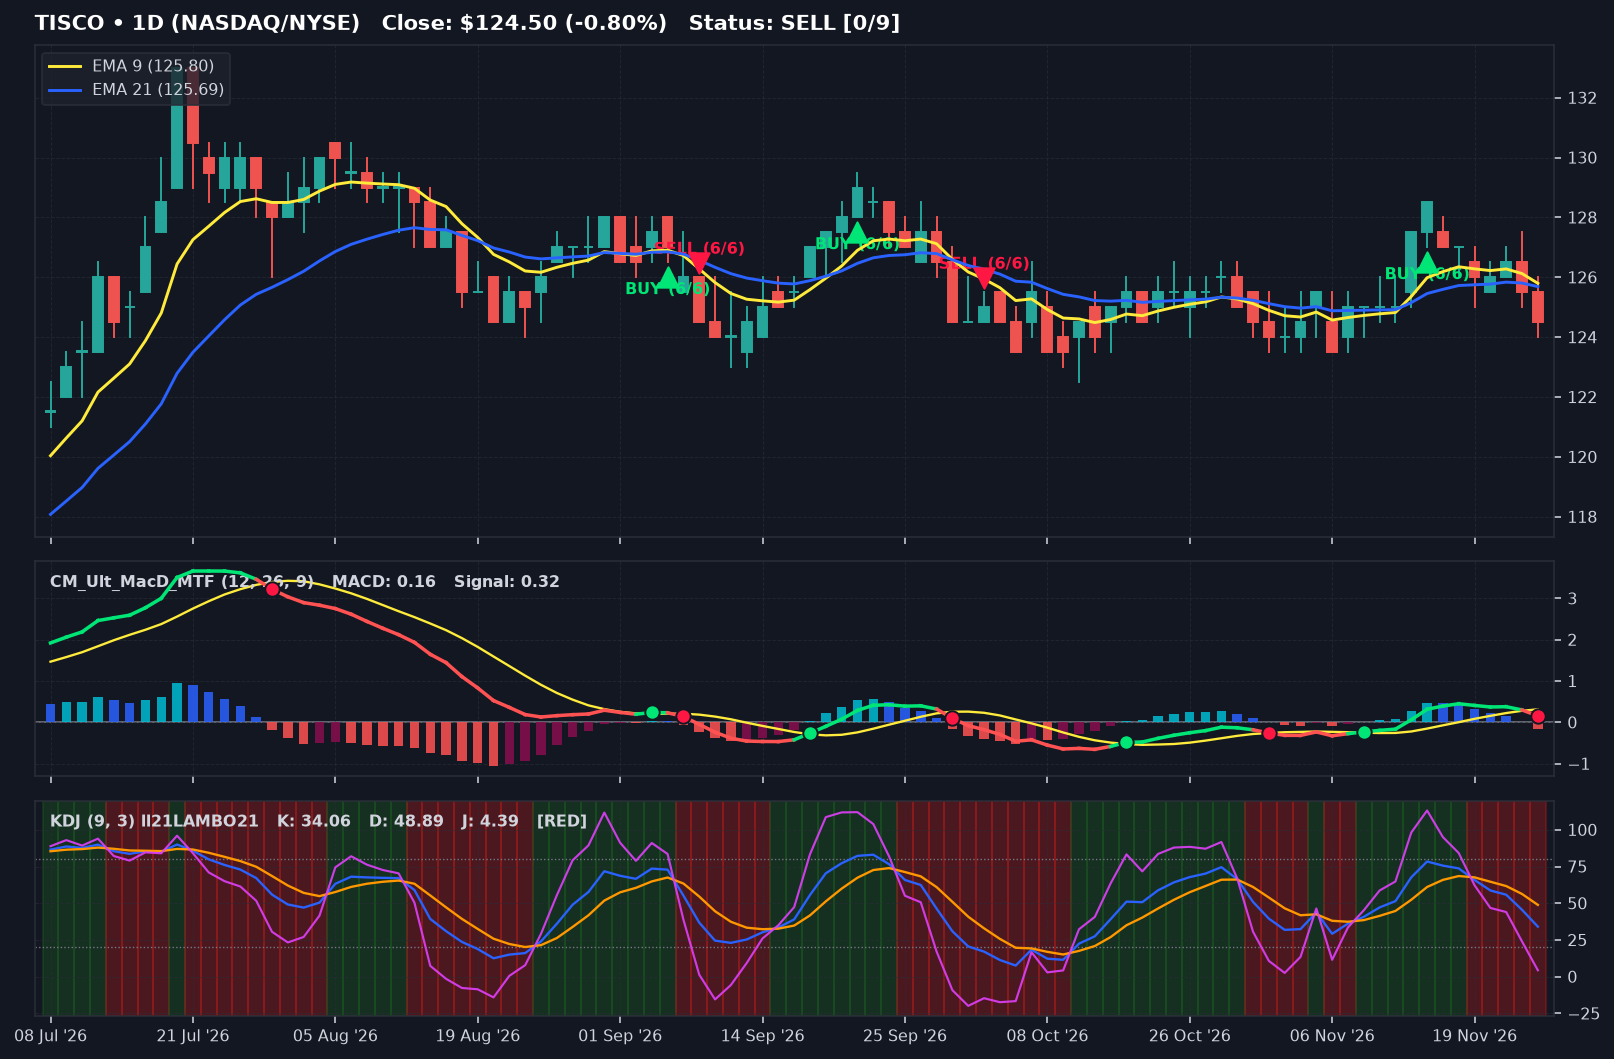 TISCO • 1D (NASDAQ/NYSE)   Close: $124.50 (-0.80%)   Status: SELL [0/9]
EMA 9 (125.80)
EMA 21 (125.69)
132
130
128
126
124
122
120
118
SELL (6/6)
BUY (6/6)
BUY (6/6)
SELL (6/6)
BUY (6/6)
CM_Ult_MacD_MTF (12, 26, 9)   MACD: 0.16   Signal: 0.32
3
2
1
0
−1
KDJ (9, 3) II21LAMBO21   K: 34.06   D: 48.89   J: 4.39   [RED]
100
75
50
25
0
−25
08 Jul '26
21 Jul '26
05 Aug '26
19 Aug '26
01 Sep '26
14 Sep '26
25 Sep '26
08 Oct '26
26 Oct '26
06 Nov '26
19 Nov '26